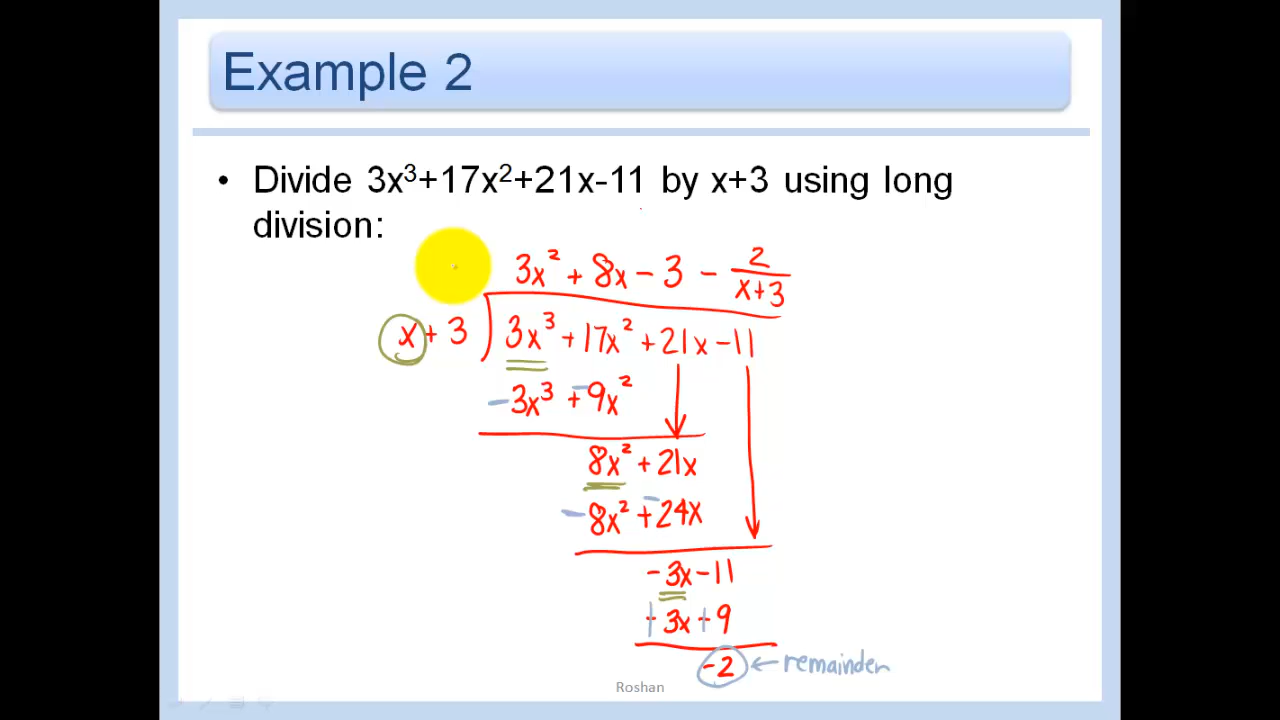 Example 2
• Divide 3x³+17x²+21x-11 by x+3 using long
division:
3x² + 8x - 3 - 2/(x+3)
x + 3 ) 3x³ + 17x² + 21x - 11
- 3x³ + - 9x²
8x² + 21x
- 8x² + - 24x
- 3x - 11
- 3x - 9
-2 ← remainder
Roshan